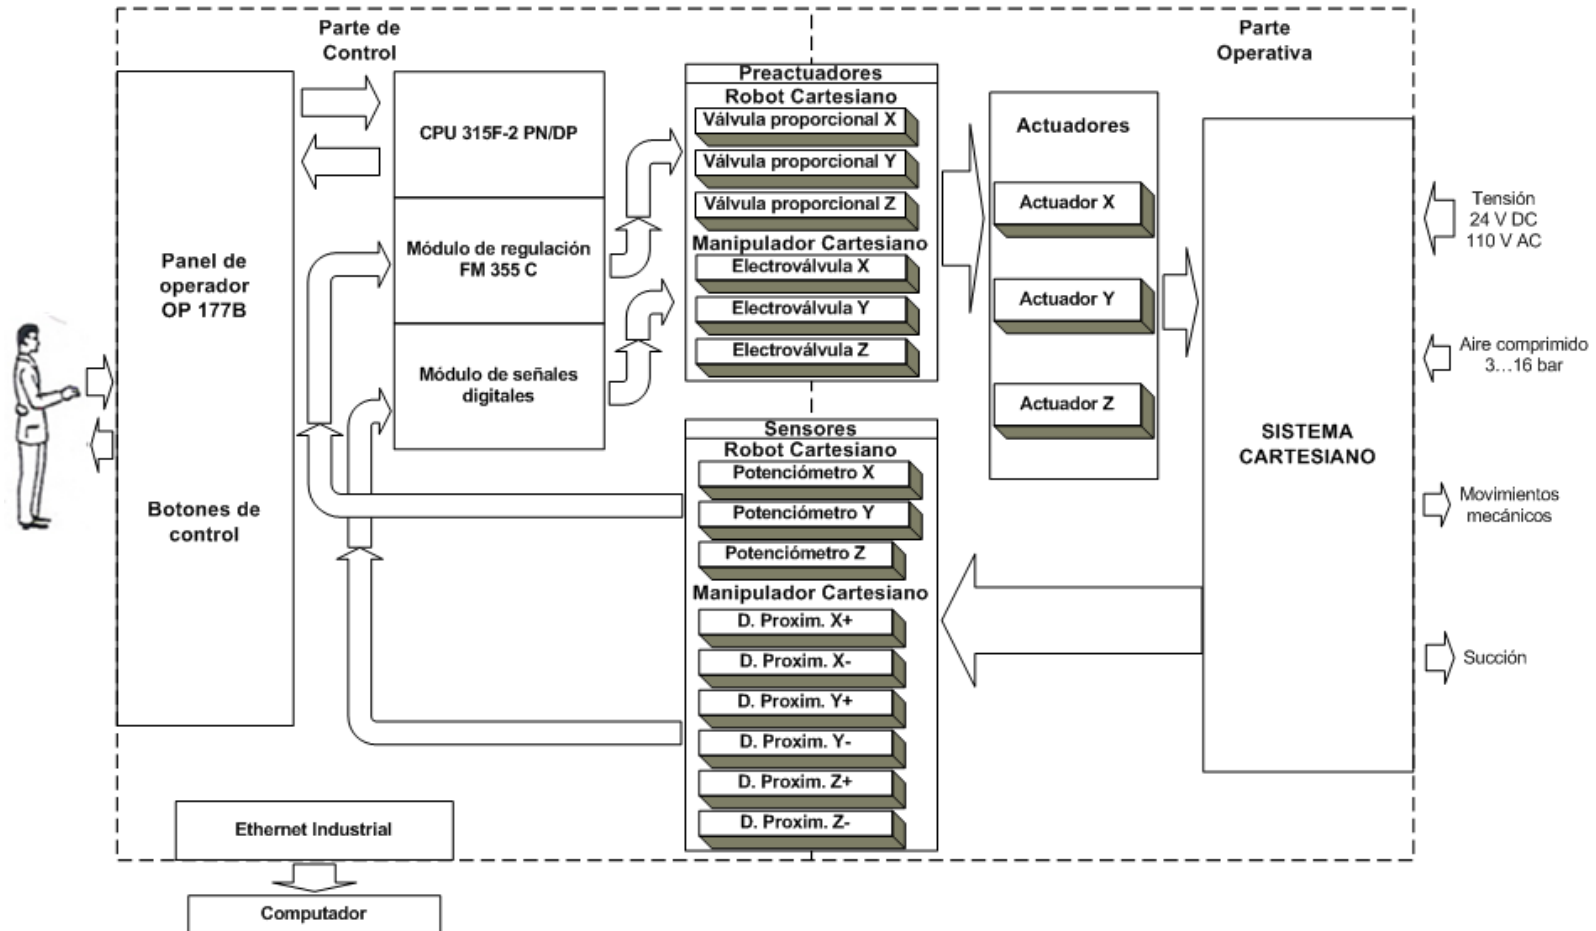 Parte de
Control
Parte
Operativa
Panel de
operador
OP 177B
Botones de
control
CPU 315F-2 PN/DP
Módulo de regulación
FM 355 C
Módulo de señales
digitales
Preactuadores
Robot Cartesiano
Válvula proporcional X
Válvula proporcional Y
Válvula proporcional Z
Manipulador Cartesiano
Electroválvula X
Electroválvula Y
Electroválvula Z
Sensores
Robot Cartesiano
Potenciómetro X
Potenciómetro Y
Potenciómetro Z
Manipulador Cartesiano
D. Proxim. X+
D. Proxim. X-
D. Proxim. Y+
D. Proxim. Y-
D. Proxim. Z+
D. Proxim. Z-
Actuadores
Actuador X
Actuador Y
Actuador Z
SISTEMA
CARTESIANO
Tensión
24 V DC
110 V AC
Aire comprimido
3...16 bar
Movimientos
mecánicos
Succión
Ethernet Industrial
Computador